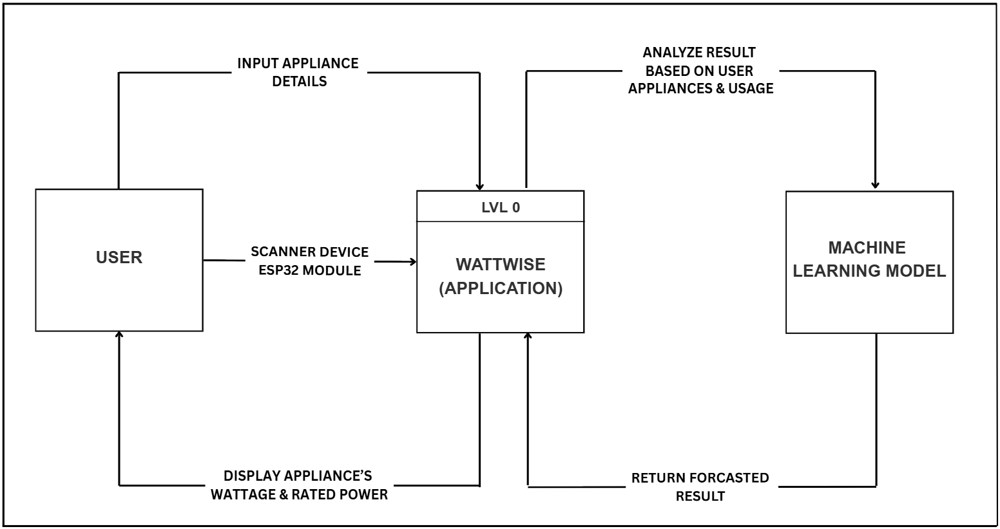 INPUT APPLIANCE
DETAILS
ANALYZE RESULT
BASED ON USER
APPLIANCES & USAGE
USER
SCANNER DEVICE
ESP32 MODULE
LVL 0
WATTWISE
(APPLICATION)
MACHINE
LEARNING MODEL
DISPLAY APPLIANCE’S
WATTAGE & RATED POWER
RETURN FORCASTED
RESULT